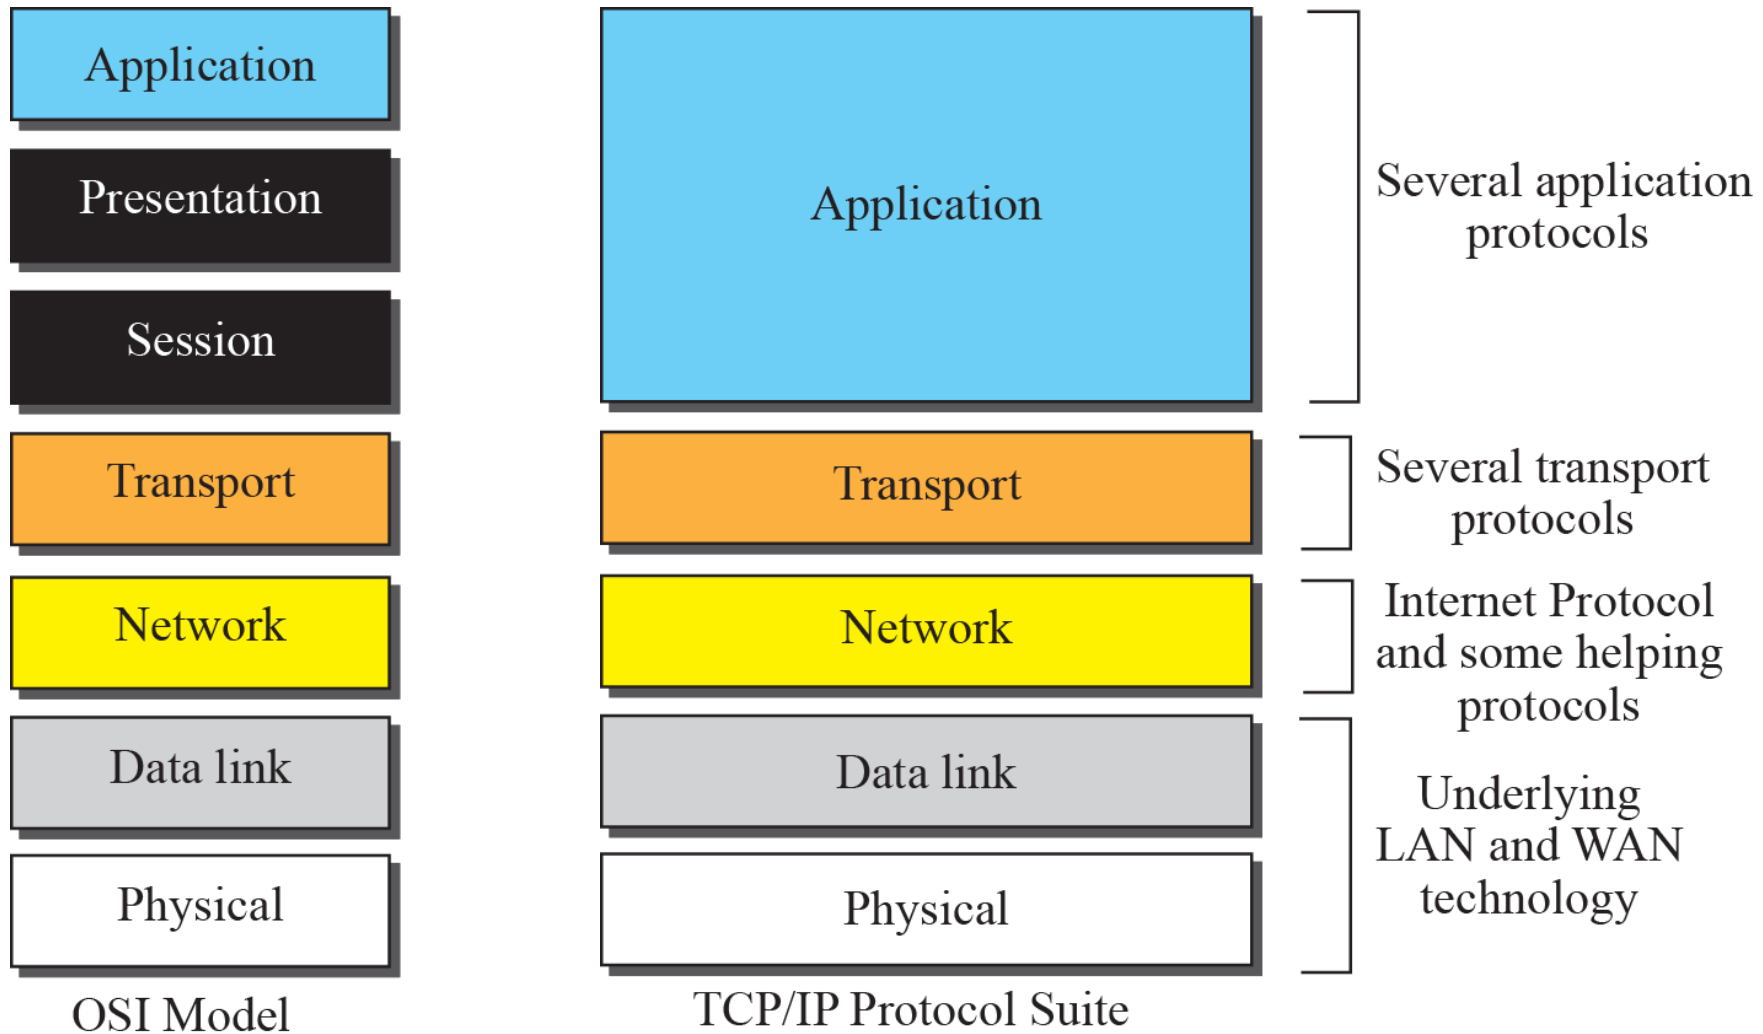 Application
Presentation
Session
Transport
Network
Data link
Physical
OSI Model
Application
Transport
Network
Data link
Physical
TCP/IP Protocol Suite
Several application
protocols
Several transport
protocols
Internet Protocol
and some helping
protocols
Underlying
LAN and WAN
technology